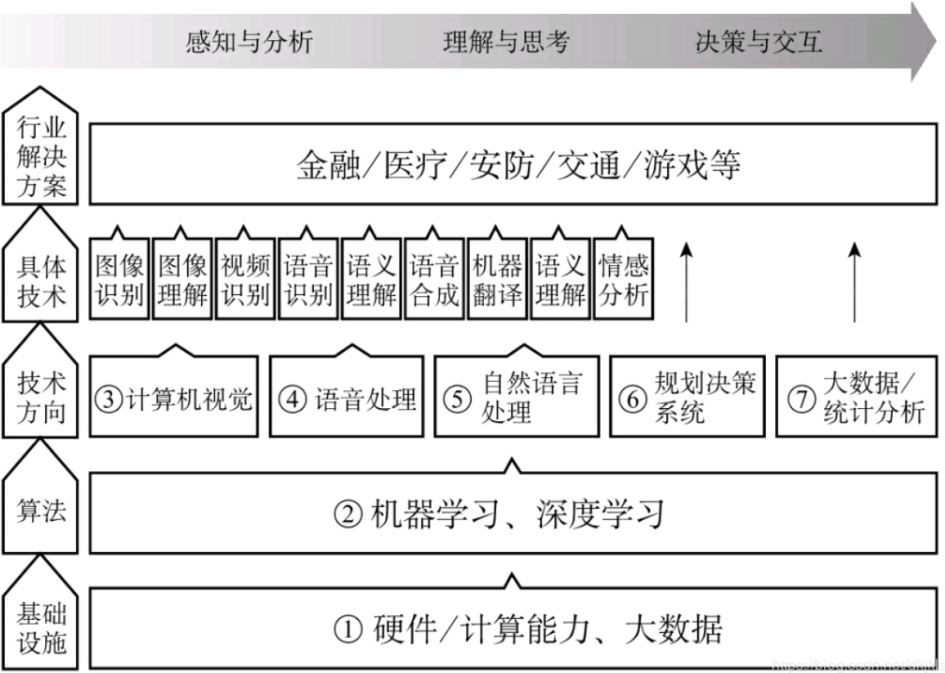 感知与分析 理解与思考 决策与交互
行业
解决
方案
金融/医疗/安防/交通/游戏等
具体
技术
图像
识别
图像
理解
视频
识别
语音
识别
语义
理解
语音
合成
机器
翻译
语义
理解
情感
分析
技术
方向
③计算机视觉
④ 语音处理
⑤ 自然语言
处理
⑥ 规划决策
系统
⑦ 大数据/
统计分析
算法
② 机器学习、深度学习
基础
设施
① 硬件/计算能力、大数据